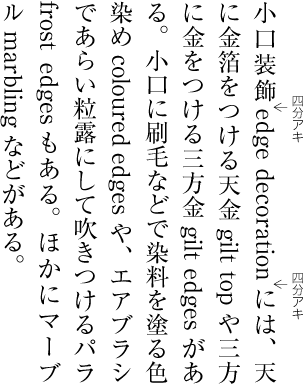 小口装飾 edge decoration には、天
に金箔をつける天金 gilt top や三方
に金をつける三方金 gilt edges があ
る。小口に刷毛などで染料を塗る色
染め coloured edges や、エアブラシ
であらい粒露にして吹きつけるパラ
frost edges もある。ほかにマーブ
ル marbling などがある。
四分アキ
四分アキ